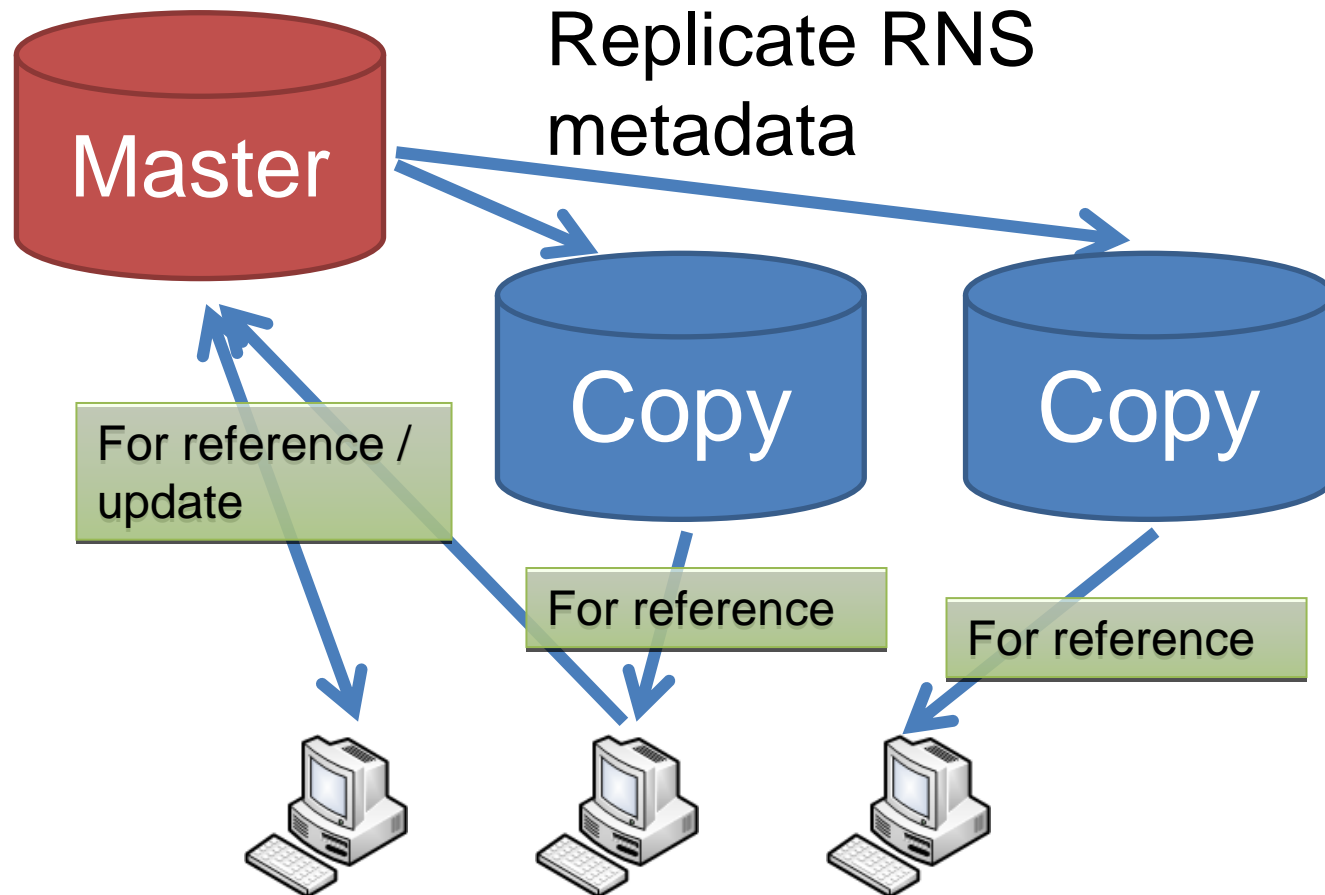 Replicate RNS
metadata
Master
Copy
Copy
For reference /
update
For reference
For reference